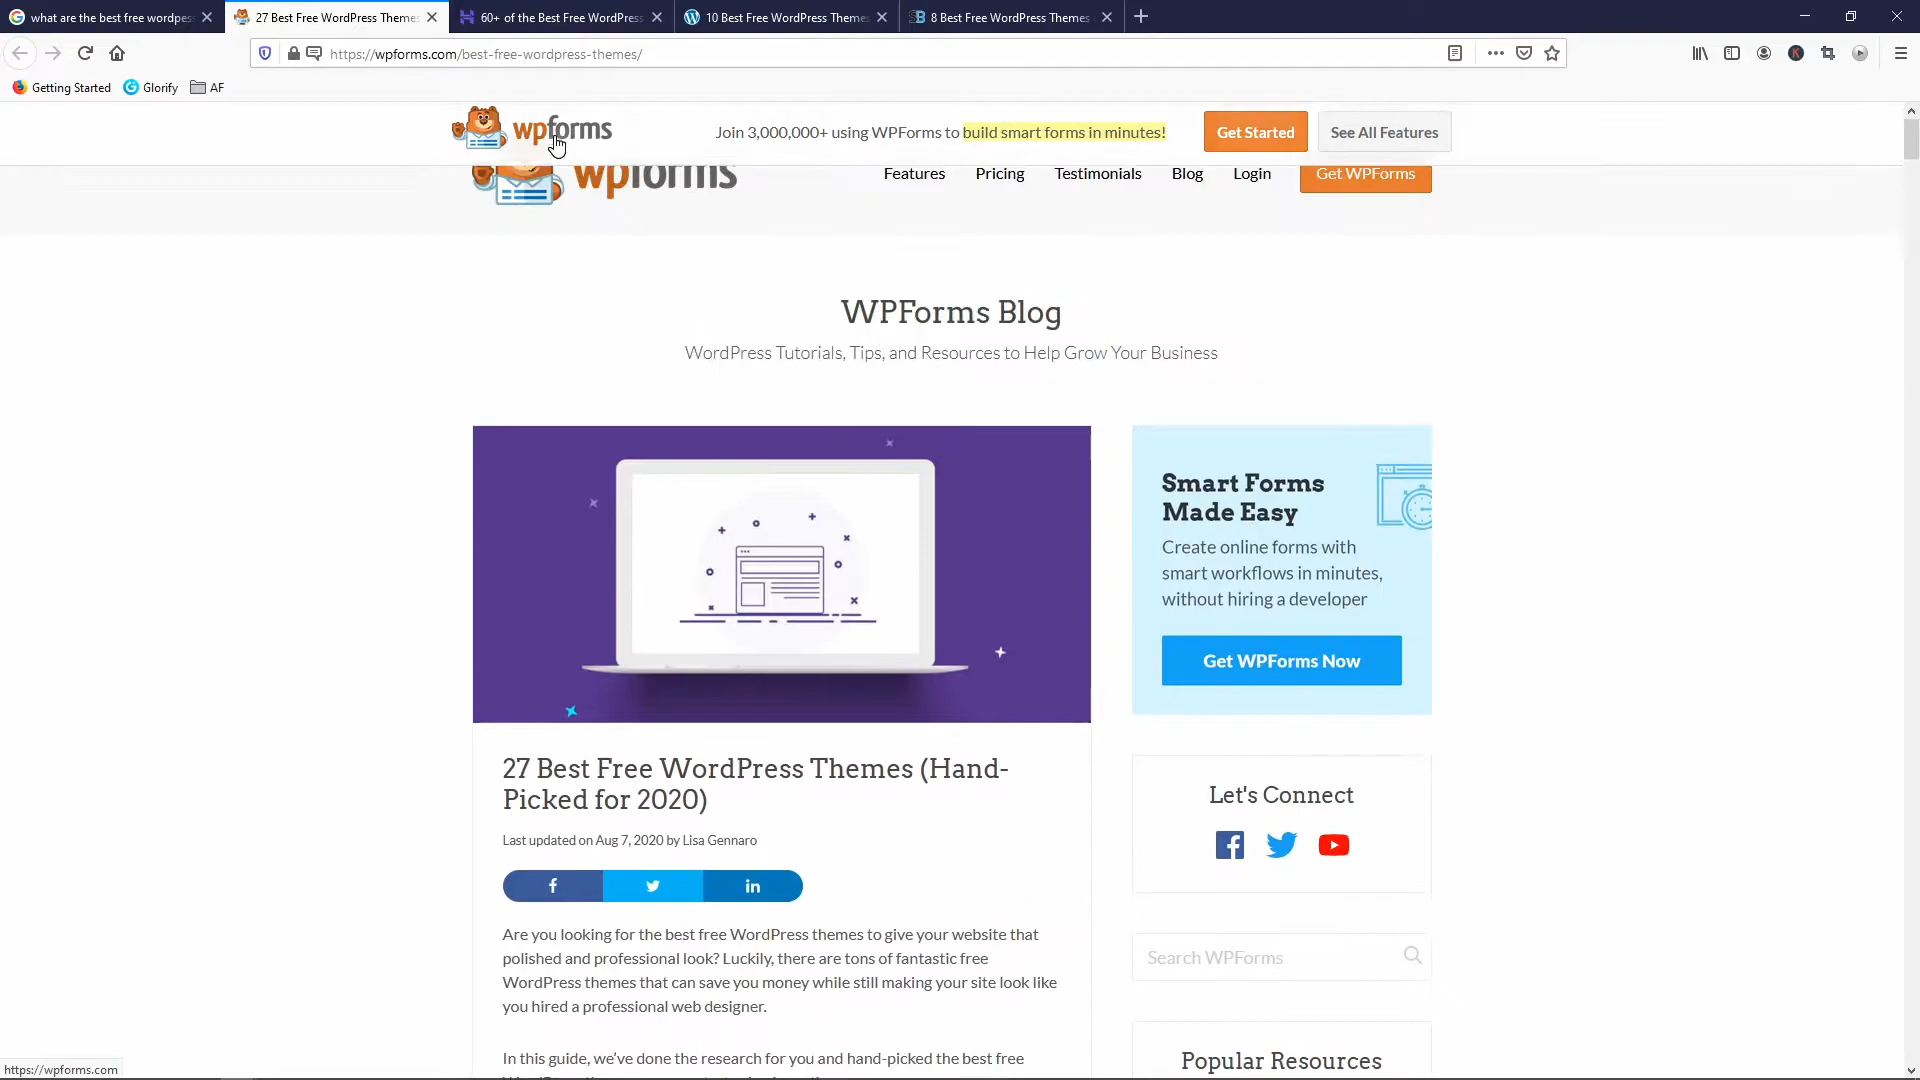 what are the best free wordpres
27 Best Free WordPress Themes
60+ of the Best Free WordPress
10 Best Free WordPress Themes
8 Best Free WordPress Themes
https://wpforms.com/best-free-wordpress-themes/
Getting Started
Glorify
AF
wpforms
Join 3,000,000+ using WPForms to build smart forms in minutes!
Get Started
See All Features
wpforms
Features
Pricing
Testimonials
Blog
Login
Get WPForms
WPForms Blog
WordPress Tutorials, Tips, and Resources to Help Grow Your Business
Smart Forms
Made Easy
Create online forms with
smart workflows in minutes,
without hiring a developer
Get WPForms Now
27 Best Free WordPress Themes (Hand-
Picked for 2020)
Last updated on Aug 7, 2020 by Lisa Gennaro
Let's Connect
Are you looking for the best free WordPress themes to give your website that
polished and professional look? Luckily, there are tons of fantastic free
WordPress themes that can save you money while still making your site look like
you hired a professional web designer.
Search WPForms
In this guide, we've done the research for you and hand-picked the best free
Popular Resources
https://wpforms.com